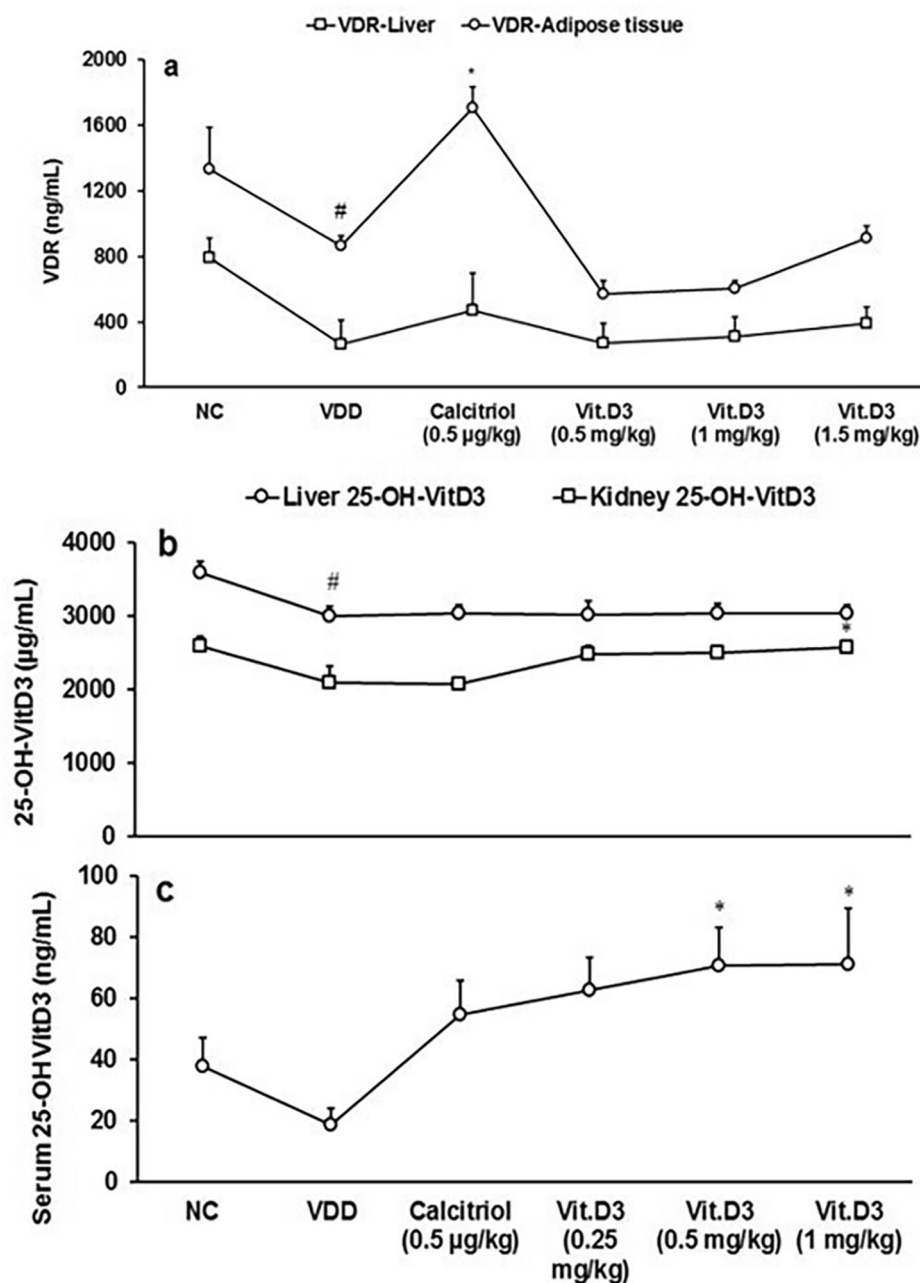 VDR-Liver VDR-Adipose tissue
a
VDR (ng/mL)
2000
1600
1200
800
400
0
*
#
NC VDD Calcitriol Vit.D3 Vit.D3 Vit.D3
(0.5 µg/kg) (0.5 mg/kg) (1 mg/kg) (1.5 mg/kg)
Liver 25-OH-VitD3 Kidney 25-OH-VitD3
b
25-OH-VitD3 (µg/mL)
4000
3000
2000
1000
0
#
*
c
Serum 25-OH VitD3 (ng/mL)
100
80
60
40
20
0
* *
NC VDD Calcitriol Vit.D3 Vit.D3 Vit.D3
(0.5 µg/kg) (0.25 (0.5 mg/kg) (1 mg/kg)
mg/kg)